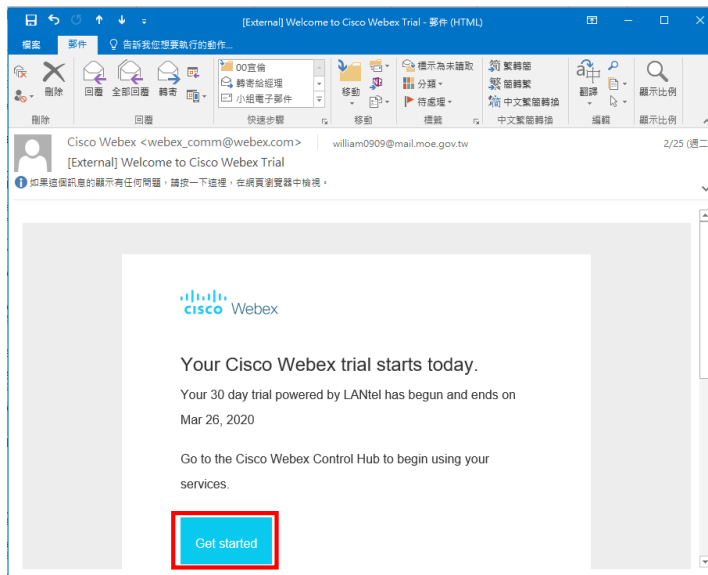 [External] Welcome to Cisco Webex Trial - 郵件 (HTML)
檔案 郵件 告訴我您想要執行的動作...
刪除 回覆 全部回覆 轉寄
00宜倫
轉寄給經理
小組電子郵件
移動
標示為未讀取
分類
待處理
繁轉簡
簡轉繁
中文繁簡轉換
翻譯
顯示比例
刪除 回覆 快速步驟 移動 標籤 中文繁簡轉換 編輯 顯示比例
Cisco Webex <webex_comm@webex.com> william0909@mail.moe.gov.tw 2/25 (週二
[External] Welcome to Cisco Webex Trial
如果這個訊息的顯示有任何問題，請按一下這裡，在網頁瀏覽器中檢視。
CISCO Webex
Your Cisco Webex trial starts today.
Your 30 day trial powered by LANtel has begun and ends on
Mar 26, 2020
Go to the Cisco Webex Control Hub to begin using your
services.
Get started